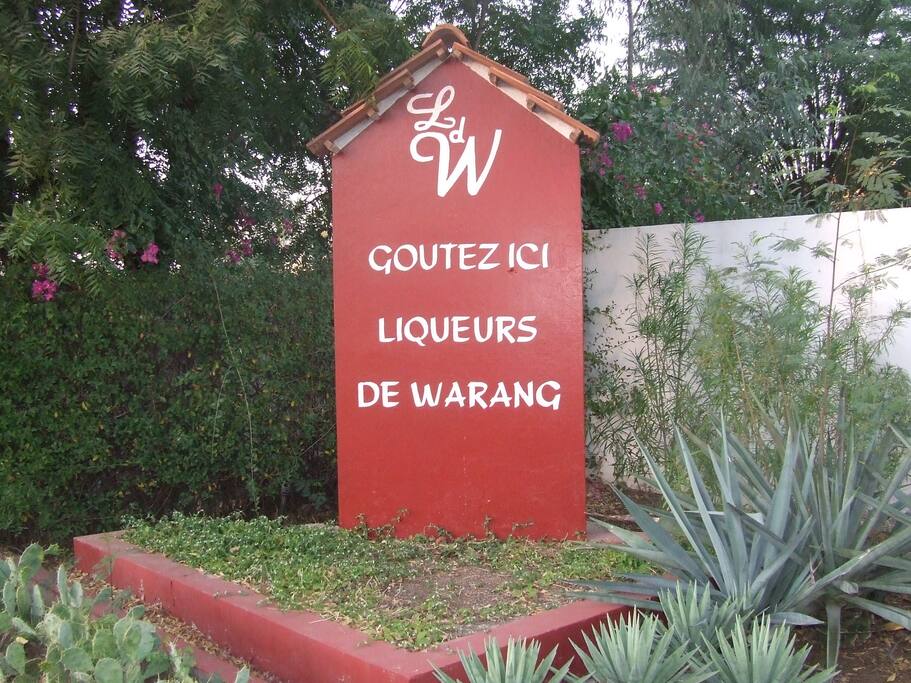 LdW
GOUTEZ ICI
LIQUEURS
DE WARANG